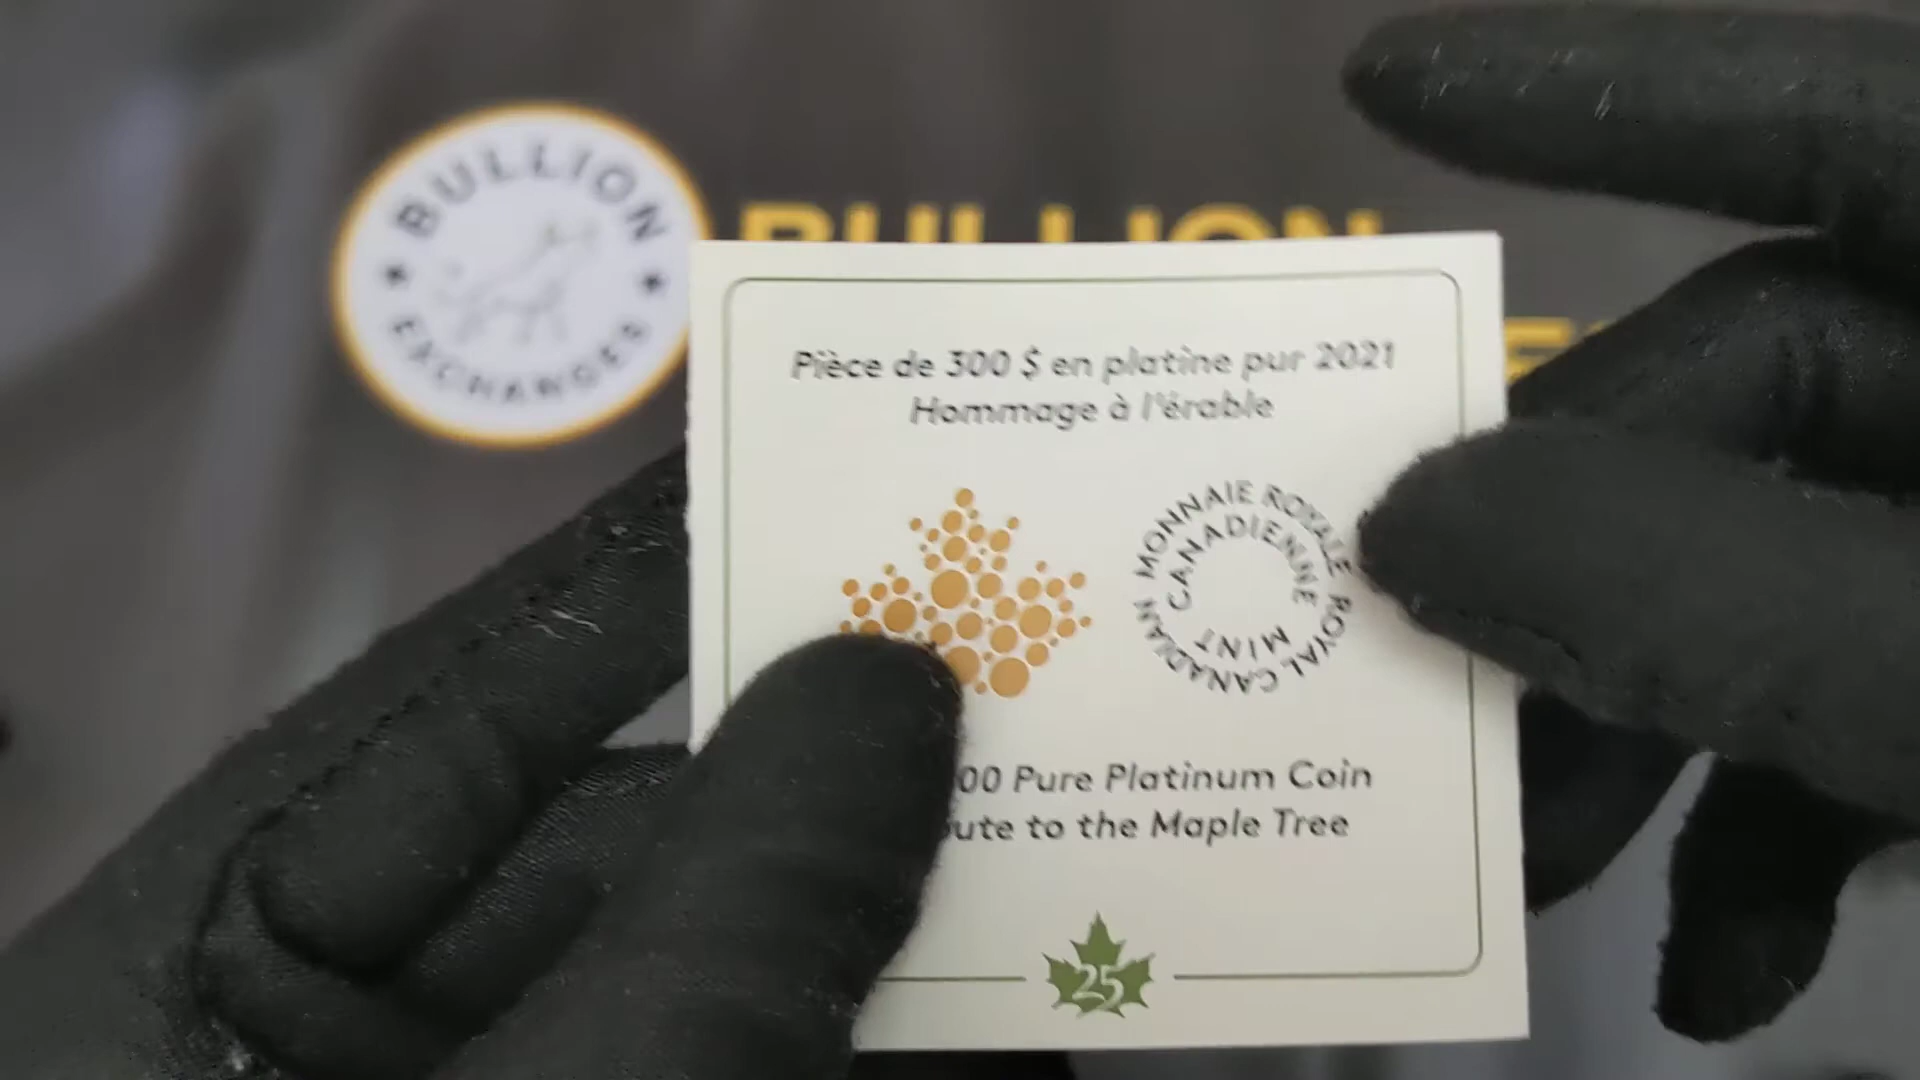 BULLION
EXCHANGES
BULLION
Pièce de 300 $ en platine pur 2021
Hommage à l'érable
MONNAIE ROYALE
CANADIENNE
ROYAL CANADIAN
MINT
00 Pure Platinum Coin
ute to the Maple Tree
25